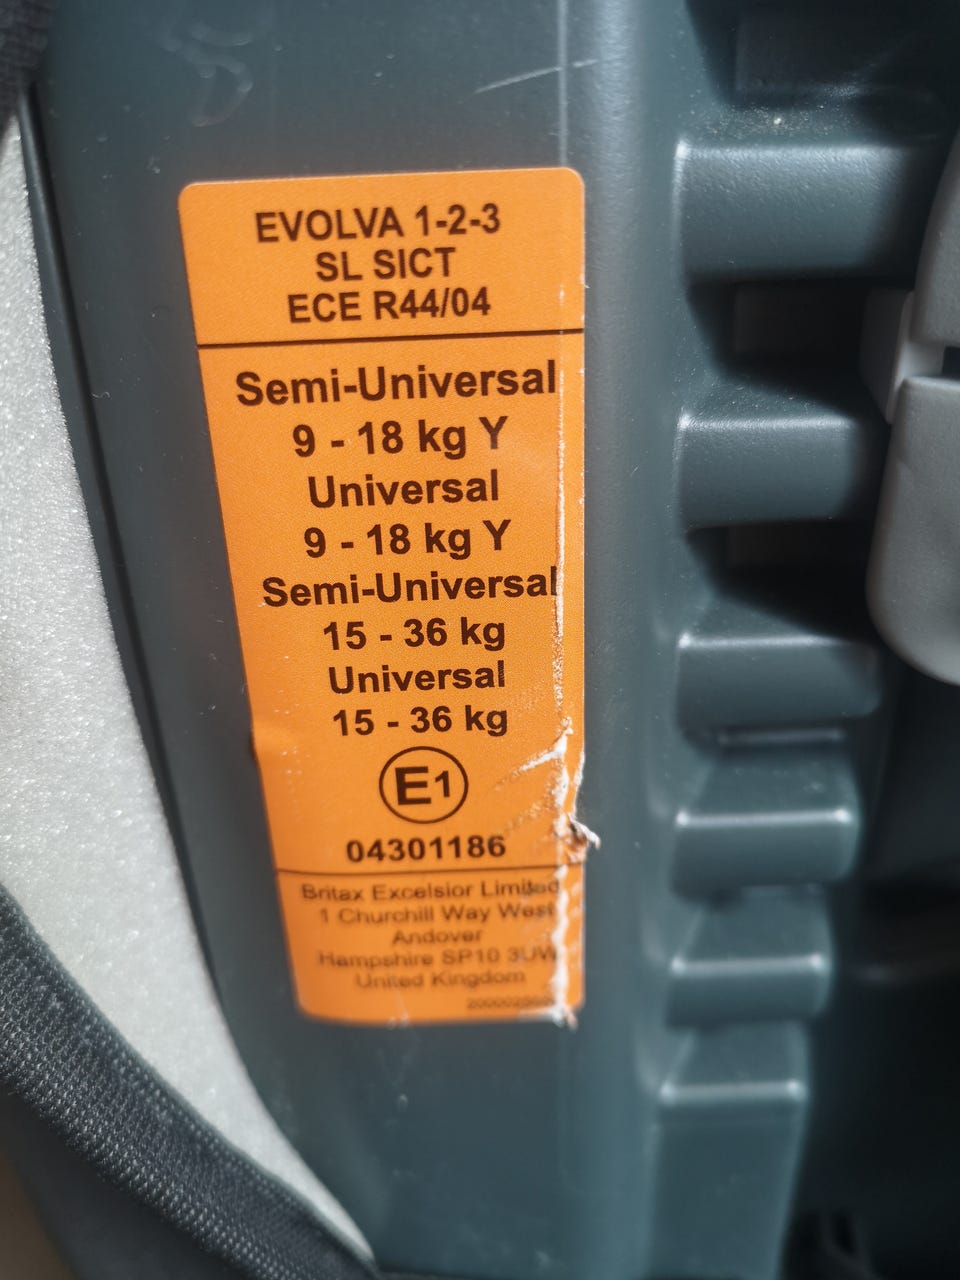 EVOLVA 1-2-3
SL SICT
ECE R44/04
Semi-Universal
9 - 18 kg Y
Universal
9 - 18 kg Y
Semi-Universal
15 - 36 kg
Universal
15 - 36 kg
E1
04301186
Britax Excelsior Limited
1 Churchill Way West
Andover
Hampshire SP10 3UW
United Kingdom